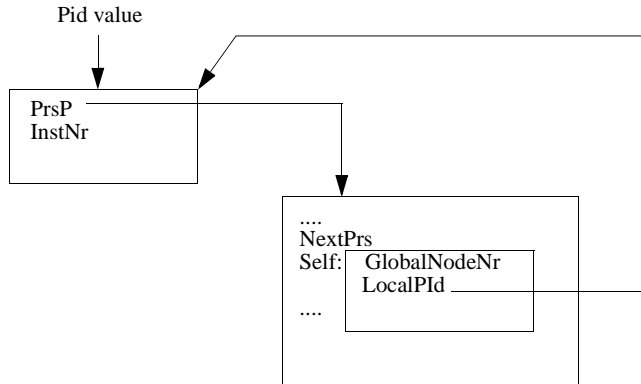 Pid value
PrsP
InstNr
....
NextPrs
Self: GlobalNodeNr
LocalPId
....